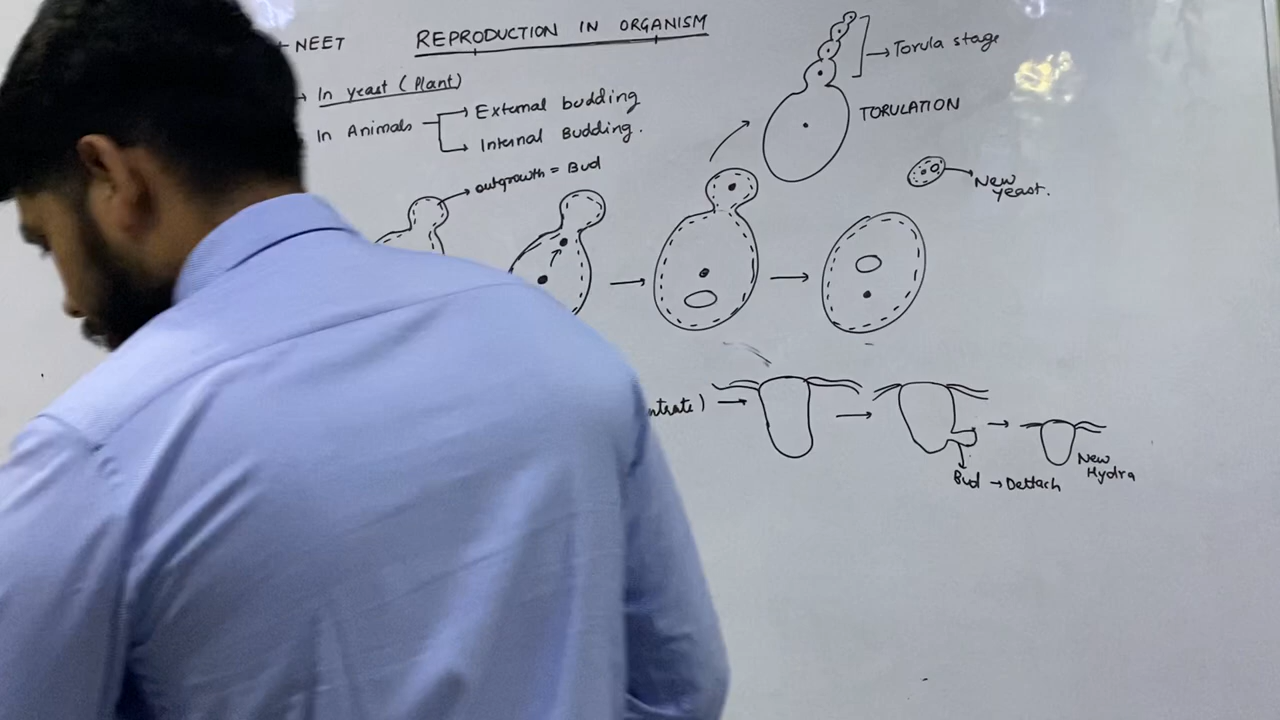 NEET
REPRODUCTION IN ORGANISM
→ Torula stage
In yeast (Plant)
In Animals → External budding
→ Internal Budding.
TORULATION
outgrowth = Bud
New yeast.
New Hydra
Bud → Dettach